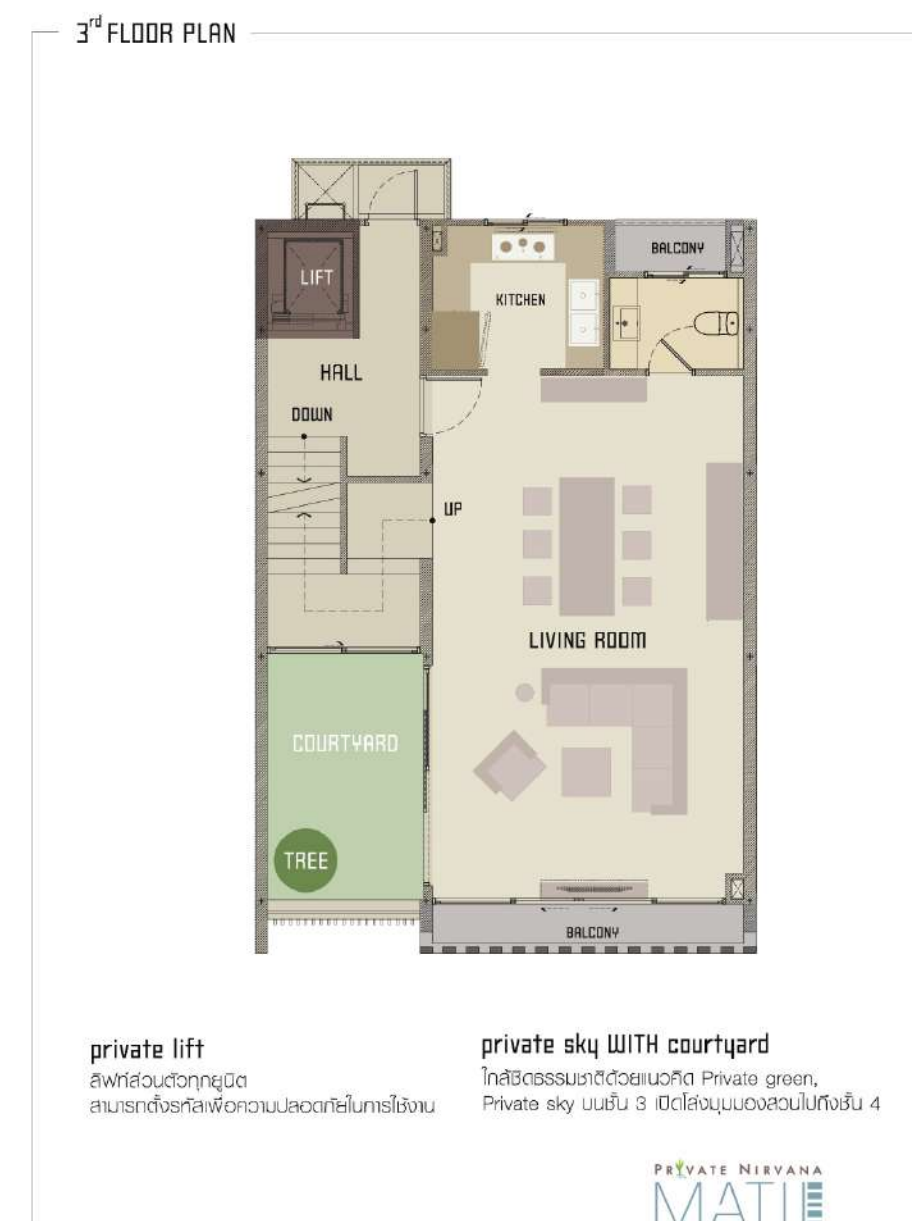 3rd FLOOR PLAN
BALCONY
LIFT
KITCHEN
HALL
DOWN
UP
LIVING ROOM
COURTYARD
TREE
BALCONY
private lift
ลิฟท์ส่วนตัวทุกยูนิต
สามารถตั้งรหัสเพื่อความปลอดภัยในการใช้งาน
private sky WITH courtyard
ใกล้ชิดธรรมชาติด้วยแนวคิด Private green,
Private sky บนชั้น 3 เปิดโล่งมุมมองสวนไปถึงชั้น 4
PRIVATE NIRVANA